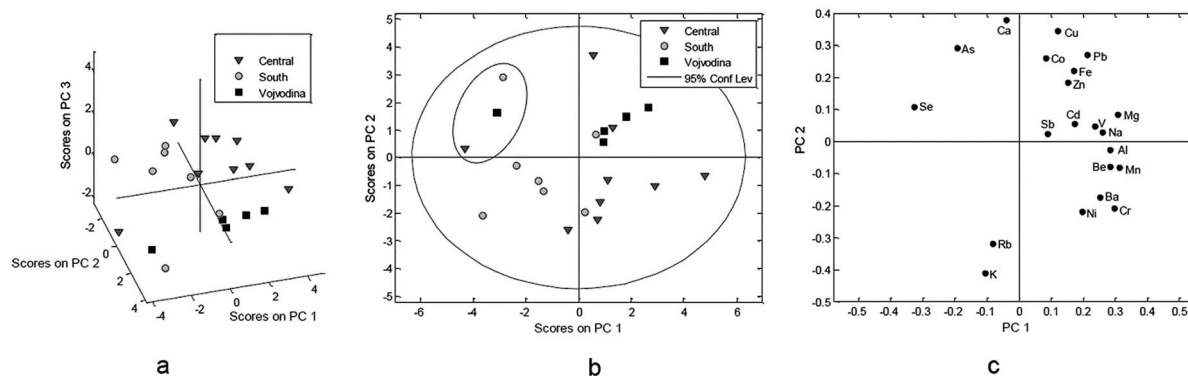 Central
South
Vojvodina
Scores on PC 3
4
2
0
-2
Scores on PC 2
-2
0
2
4
-4
-2
0
2
4
Scores on PC 1
a
Central
South
Vojvodina
95% Conf Lev
Scores on PC 2
5
4
3
2
1
0
-1
-2
-3
-4
-5
-6
-4
-2
0
2
4
6
Scores on PC 1
b
PC 2
0.4
0.3
0.2
0.1
0
-0.1
-0.2
-0.3
-0.4
-0.5
Ca
Cu
As
Co
Pb
Fe
Zn
Se
Mg
Cd
V
Sb
Na
Al
Be
Mn
Ba
Ni
Cr
Rb
K
-0.5
-0.4
-0.3
-0.2
-0.1
0
0.1
0.2
0.3
0.4
0.5
PC 1
c